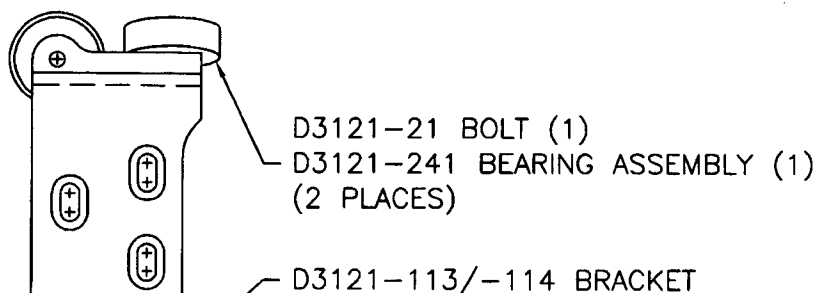 D3121-21 BOLT (1)
D3121-241 BEARING ASSEMBLY (1)
(2 PLACES)
D3121-113/-114 BRACKET